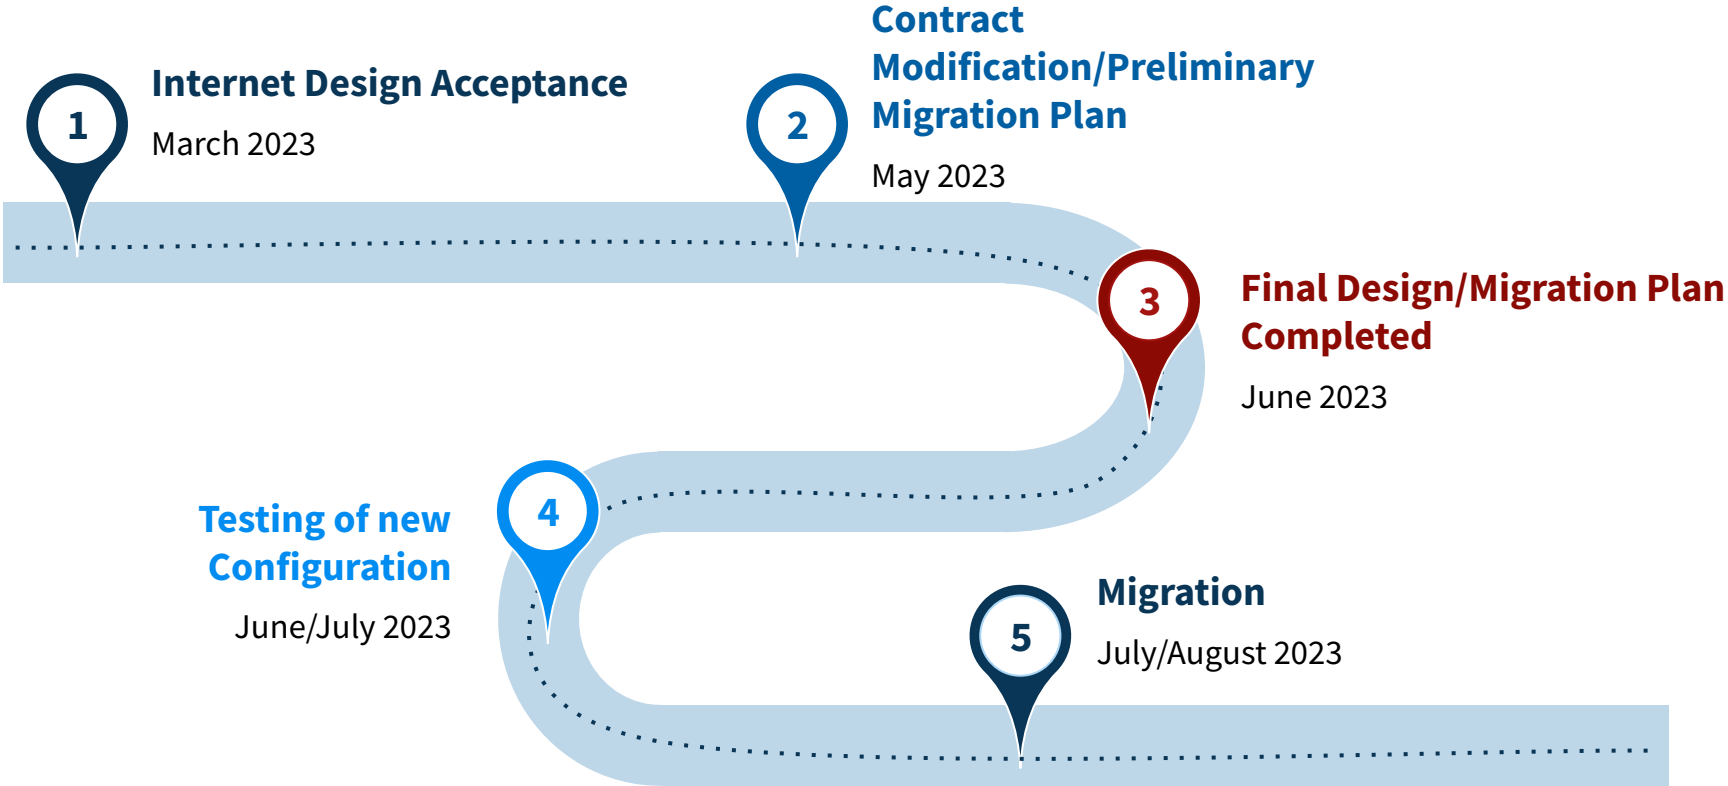 1
Internet Design Acceptance
March 2023
2
Contract
Modification/Preliminary
Migration Plan
May 2023
3
Final Design/Migration Plan
Completed
June 2023
4
Testing of new
Configuration
June/July 2023
5
Migration
July/August 2023